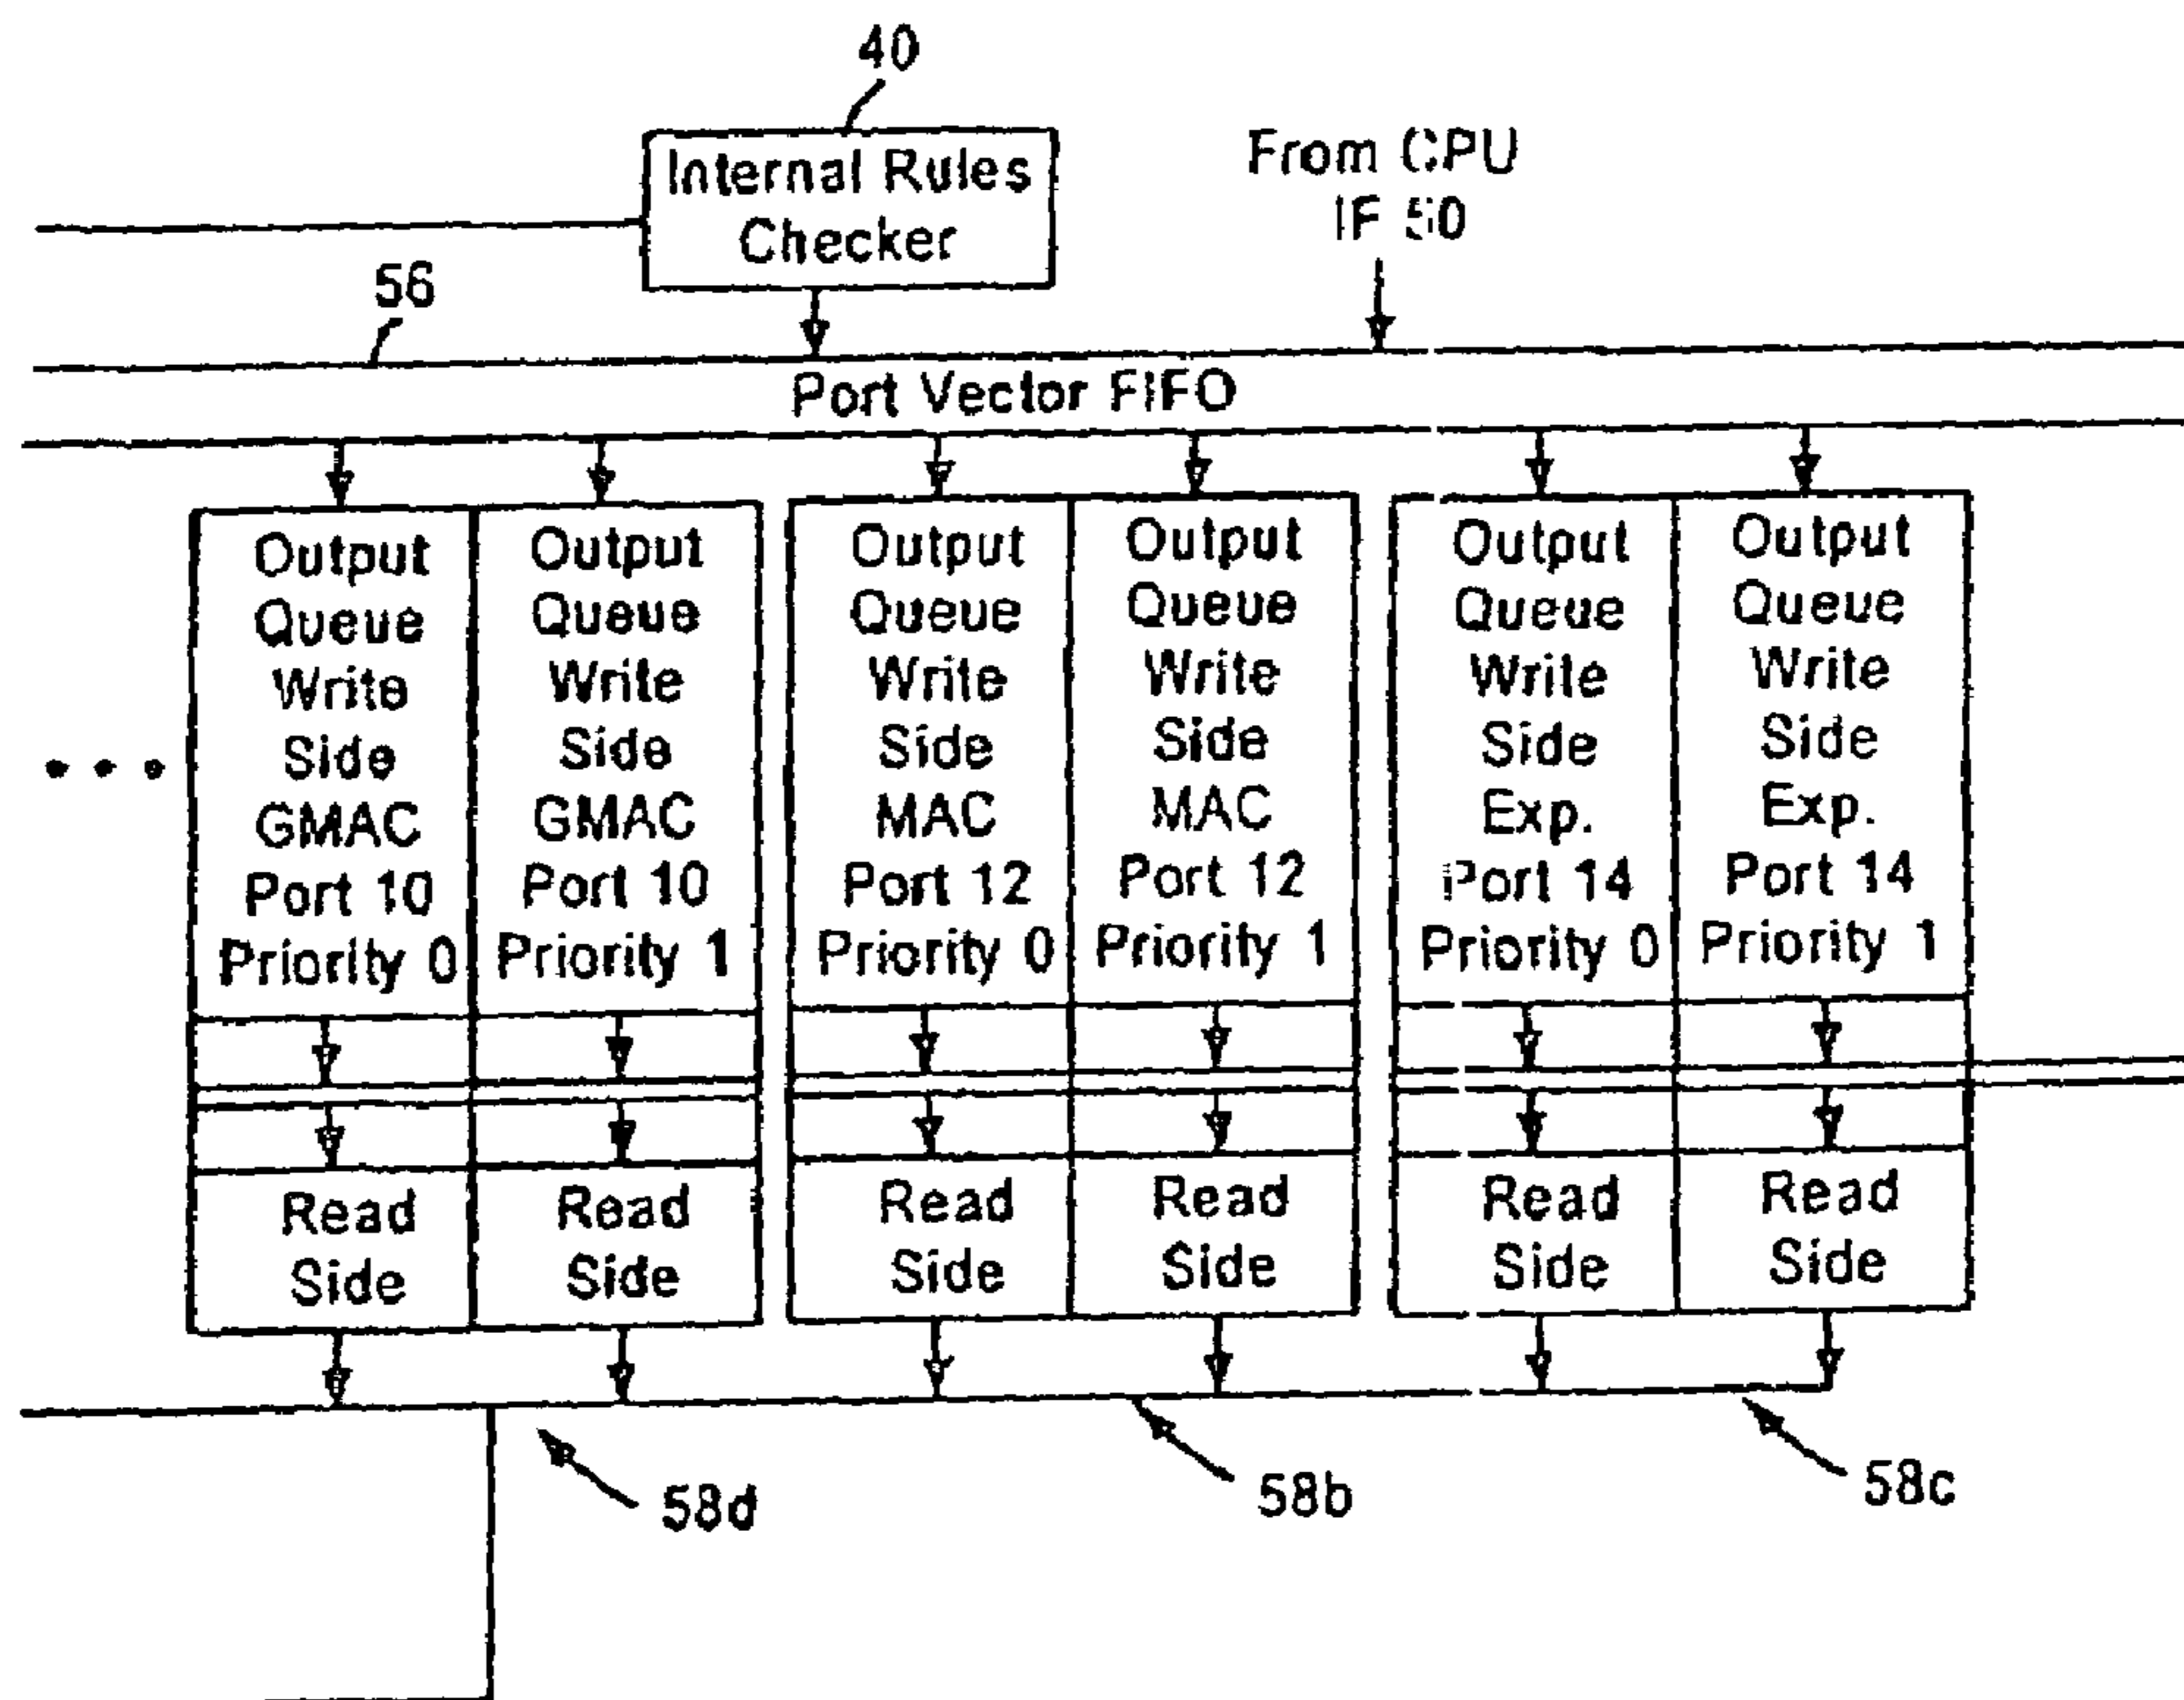 40
Internal Rules
Checker
From CPU
IF 50
56
Port Vector FIFO
Output
Queue
Write
Side
GMAC
Port 10
Priority 0
Output
Queue
Write
Side
GMAC
Port 10
Priority 1
Output
Queue
Write
Side
MAC
Port 12
Priority 0
Output
Queue
Write
Side
MAC
Port 12
Priority 1
Output
Queue
Write
Side
Exp.
Port 14
Priority 0
Output
Queue
Write
Side
Exp.
Port 14
Priority 1
Read
Side
Read
Side
Read
Side
Read
Side
Read
Side
Read
Side
58d
58b
58c